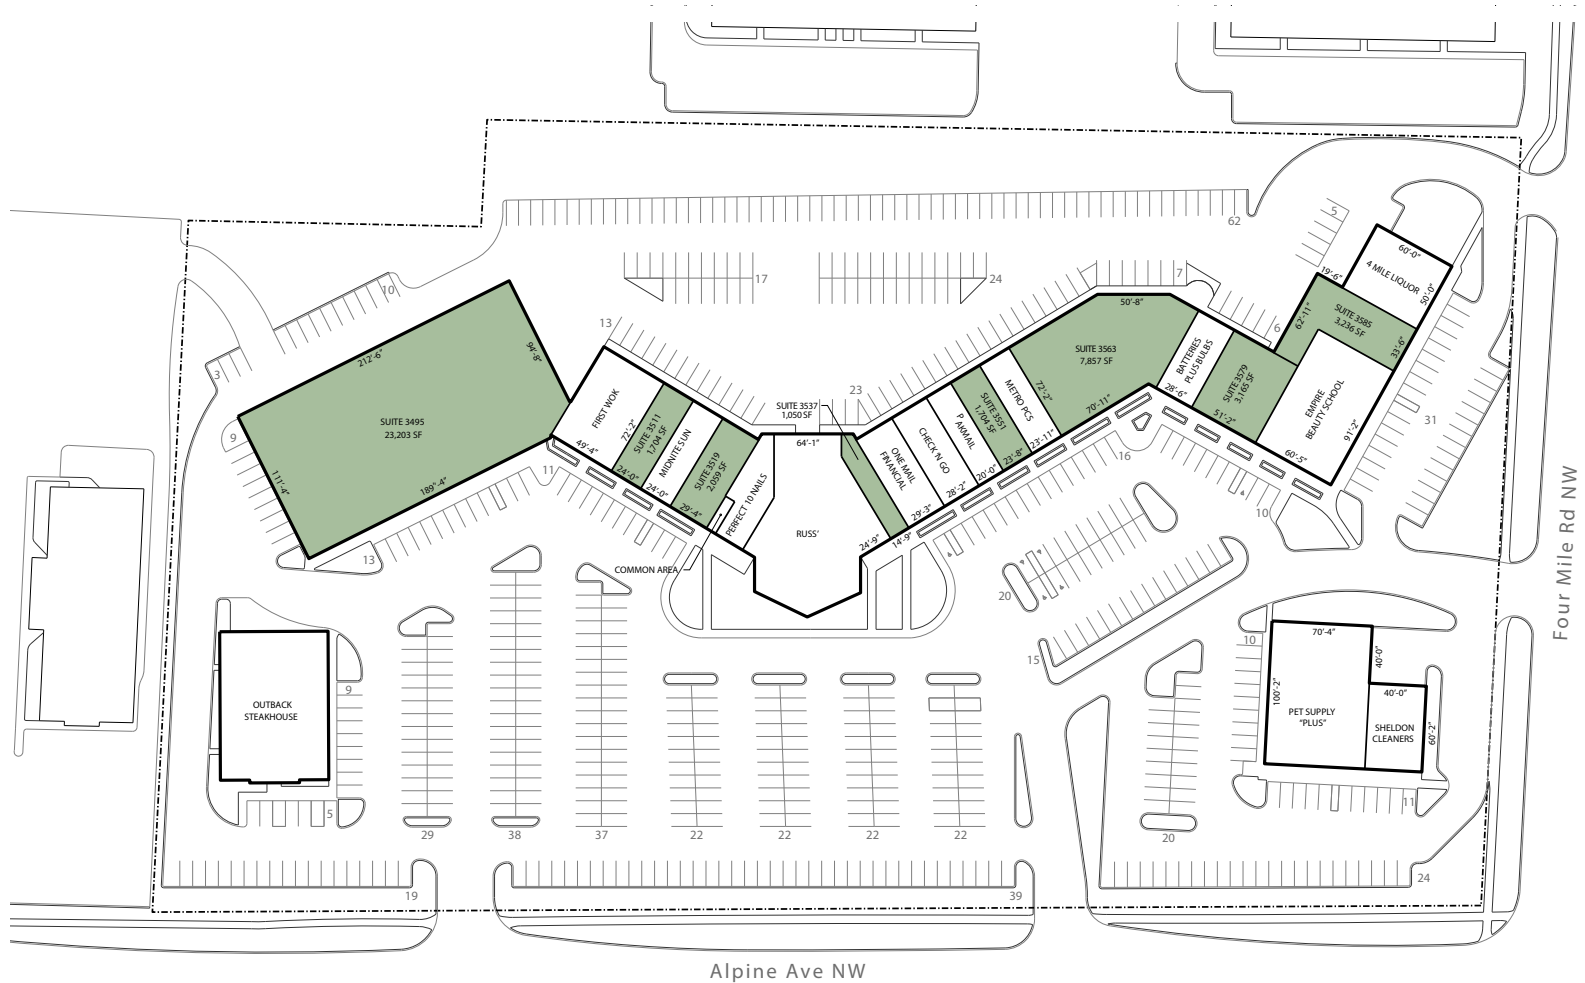 62
5
17
24
7
10
13
6
3
23
9
31
11
16
10
13
20
15
10
9
5
29
38
37
22
22
22
22
20
11
19
39
24
60'-0"
4 MILE LIQUOR
50'-0"
19'-6"
62'-11"
SUITE 3585
3,236 SF
33'-6"
50'-8"
SUITE 3563
7,857 SF
70'-11"
BATTERIES
PLUS BULBS
28'-6"
SUITE 3579
3,165 SF
51'-2"
EMPIRE
BEAUTY SCHOOL
91'-2"
60'-5"
212'-6"
94'-8"
SUITE 3495
23,203 SF
111'-4"
189'-4"
FIRST WOK
49'-4"
72'-2"
SUITE 3511
1,704 SF
24'-0"
MIDNITE SUN
24'-0"
SUITE 3519
2,059 SF
29'-4"
PERFECT 10 NAILS
COMMON AREA
64'-1"
RUSS'
24'-9"
SUITE 3537
1,050 SF
14'-9"
ONE MAIL
FINANCIAL
29'-3"
CHECK 'N GO
28'-2"
PAKMAIL
20'-0"
SUITE 3551
1,704 SF
23'-8"
METRO PCS
72'-2"
23'-11"
OUTBACK
STEAKHOUSE
70'-4"
40'-0"
100'-2"
40'-0"
PET SUPPLY
"PLUS"
SHELDON
CLEANERS
60'-2"
Four Mile Rd NW
Alpine Ave NW